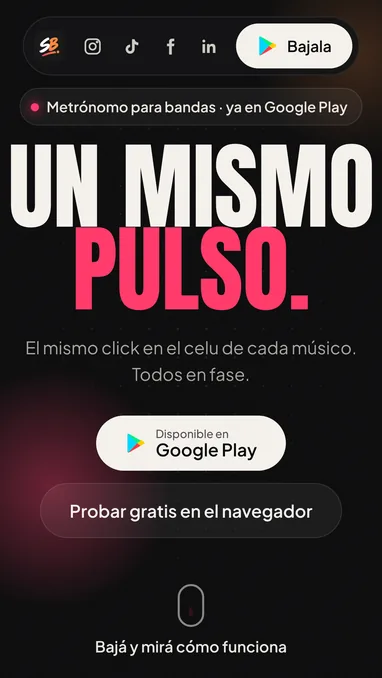 SB.
Bajala
Metrónomo para bandas · ya en Google Play
UN MISMO
PULSO.
El mismo click en el celu de cada músico.
Todos en fase.
Disponible en
Google Play
Probar gratis en el navegador
Bajá y mirá cómo funciona